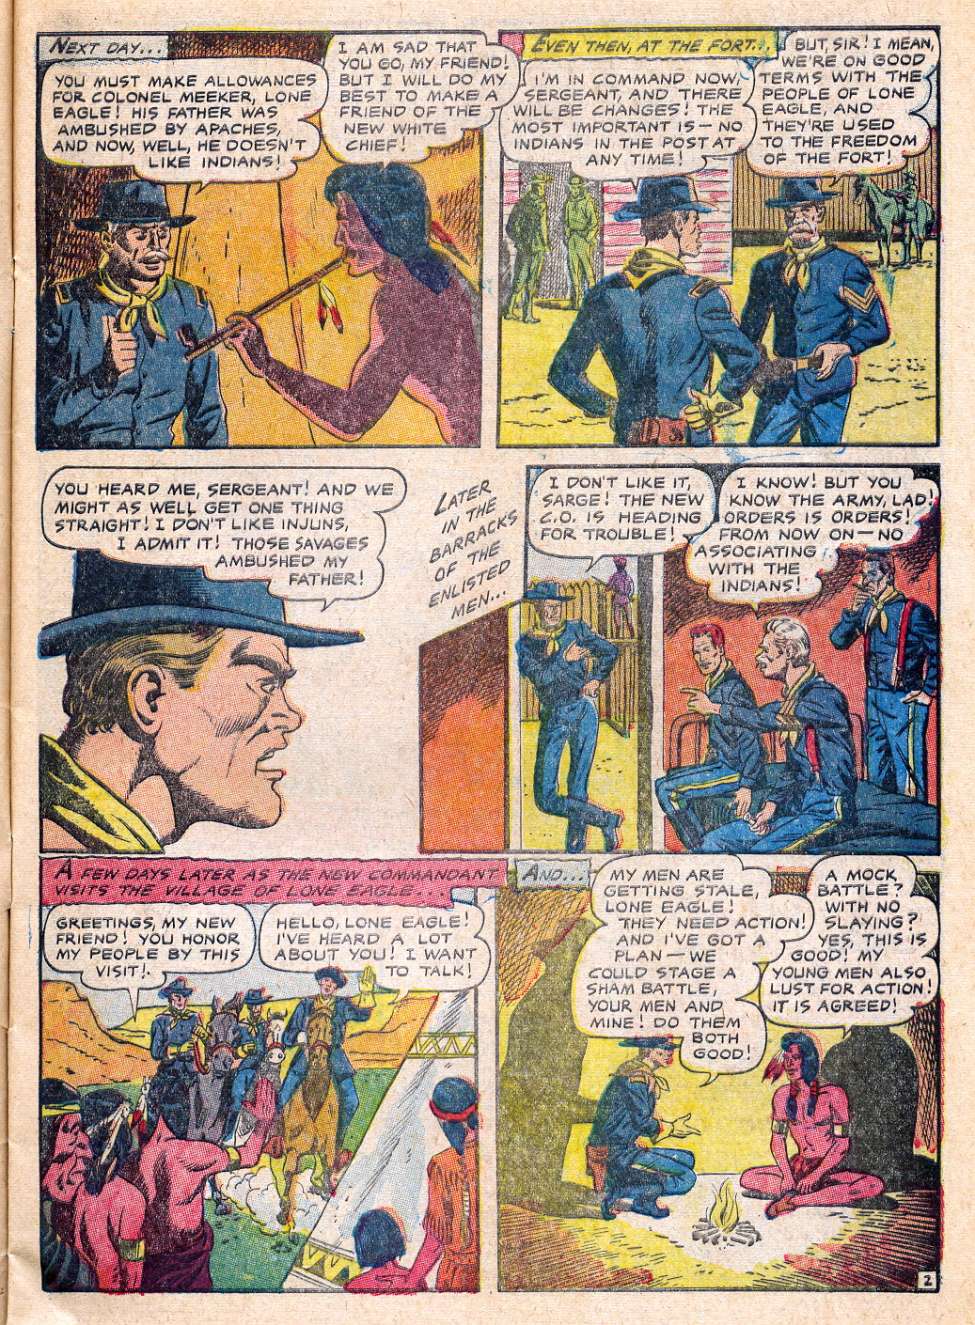 NEXT DAY...
YOU MUST MAKE ALLOWANCES
FOR COLONEL MEEKER, LONE
EAGLE! HIS FATHER WAS
AMBUSHED BY APACHES,
AND NOW, WELL, HE DOESN'T
LIKE INDIANS!
I AM SAD THAT
YOU GO, MY FRIEND!
BUT I WILL DO MY
BEST TO MAKE A
FRIEND OF THE
NEW WHITE
CHIEF!
EVEN THEN, AT THE FORT...
I'M IN COMMAND NOW,
SERGEANT, AND THERE
WILL BE CHANGES! THE
MOST IMPORTANT IS—NO
INDIANS IN THE POST AT
ANY TIME!
BUT, SIR! I MEAN,
WE'RE ON GOOD
TERMS WITH THE
PEOPLE OF LONE
EAGLE, AND
THEY'RE USED
TO THE FREEDOM
OF THE FORT!
YOU HEARD ME, SERGEANT! AND WE
MIGHT AS WELL GET ONE THING
STRAIGHT! I DON'T LIKE INJUNS,
I ADMIT IT! THOSE SAVAGES
AMBUSHED MY
FATHER!
LATER
IN THE
BARRACKS
OF THE
ENLISTED
MEN...
I DON'T LIKE IT,
SARGE! THE NEW
C.O. IS HEADING
FOR TROUBLE!
I KNOW! BUT YOU
KNOW THE ARMY, LAD!
ORDERS IS ORDERS!
FROM NOW ON—NO
ASSOCIATING
WITH THE
INDIANS!
A FEW DAYS LATER AS THE NEW COMMANDANT
VISITS THE VILLAGE OF LONE EAGLE...
GREETINGS, MY NEW
FRIEND! YOU HONOR
MY PEOPLE BY THIS
VISIT!
HELLO, LONE EAGLE!
I'VE HEARD A LOT
ABOUT YOU! I WANT
TO TALK!
AND...
MY MEN ARE
GETTING STALE,
LONE EAGLE!
THEY NEED ACTION!
AND I'VE GOT A
PLAN—WE
COULD STAGE A
SHAM BATTLE,
YOUR MEN AND
MINE! DO THEM
BOTH
GOOD!
A MOCK
BATTLE?
WITH NO
SLAYING?
YES, THIS IS
GOOD! MY
YOUNG MEN ALSO
LUST FOR ACTION!
IT IS AGREED!
2